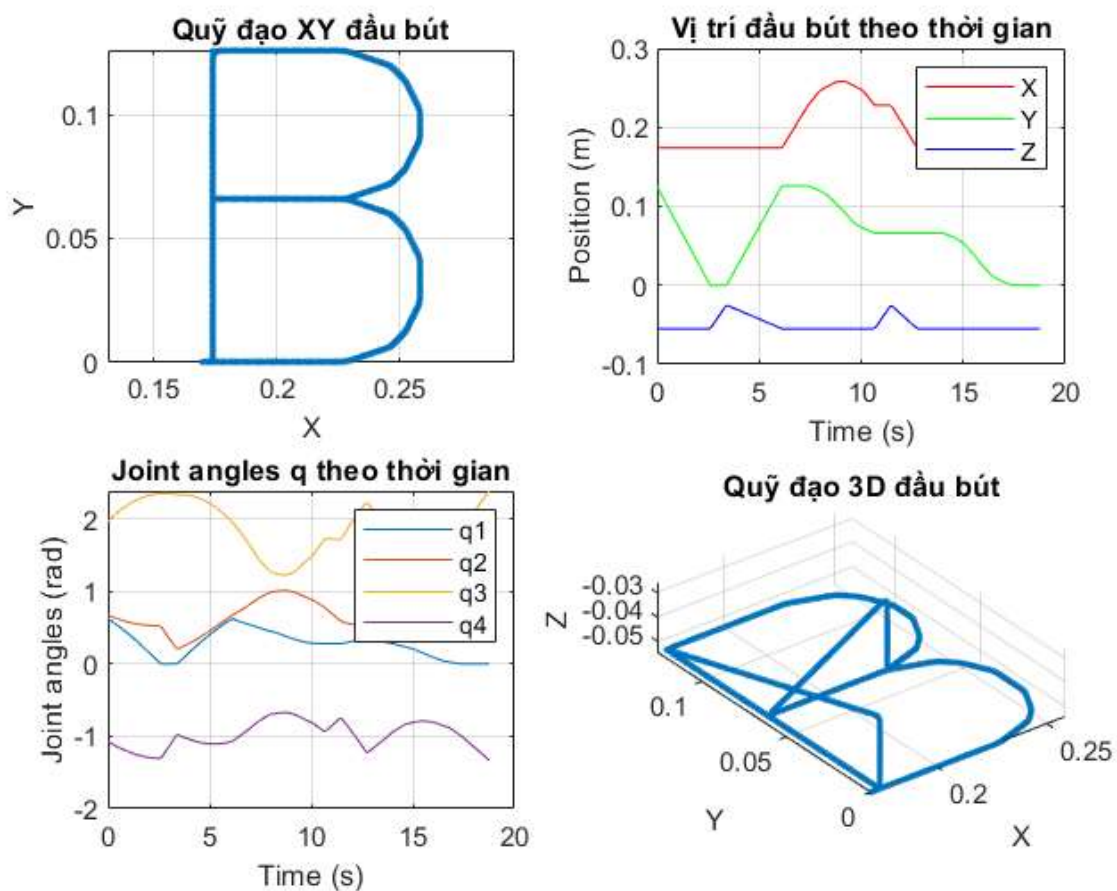 Quỹ đạo XY đầu bút
0.1
0.05
0
Y
0.15
0.2
0.25
X
Vị trí đầu bút theo thời gian
0.3
0.2
0.1
0
-0.1
Position (m)
X
Y
Z
0
5
10
15
20
Time (s)
Joint angles q theo thời gian
2
1
0
-1
-2
Joint angles (rad)
q1
q2
q3
q4
0
5
10
15
20
Time (s)
Quỹ đạo 3D đầu bút
-0.03
-0.04
-0.05
Z
0.1
0.05
0
Y
0.2
0.25
X